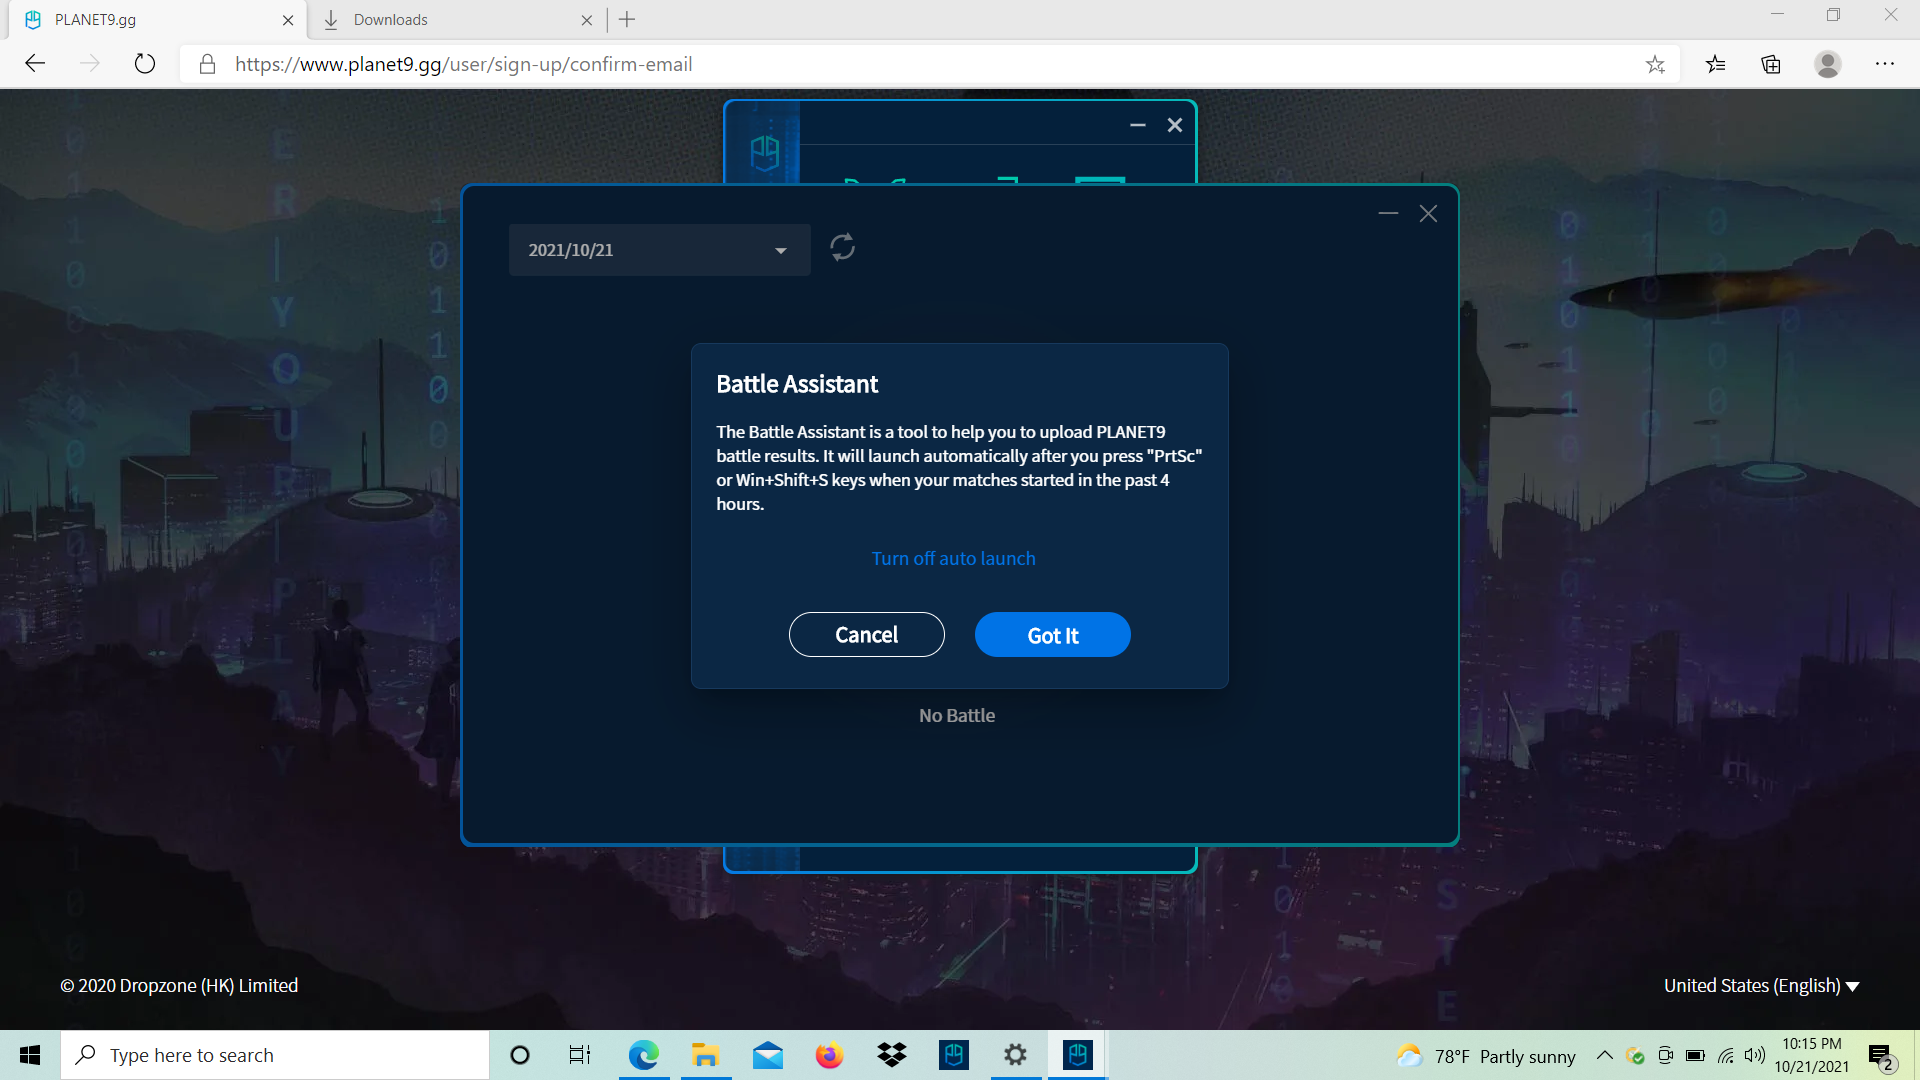 PLANET9.gg
Downloads
https://www.planet9.gg/user/sign-up/confirm-email
2021/10/21
Battle Assistant
The Battle Assistant is a tool to help you to upload PLANET9
battle results. It will launch automatically after you press "PrtSc"
or Win+Shift+S keys when your matches started in the past 4
hours.
Turn off auto launch
Cancel
Got It
No Battle
© 2020 Dropzone (HK) Limited
United States (English)
Type here to search
78°F Partly sunny
10:15 PM
10/21/2021
2